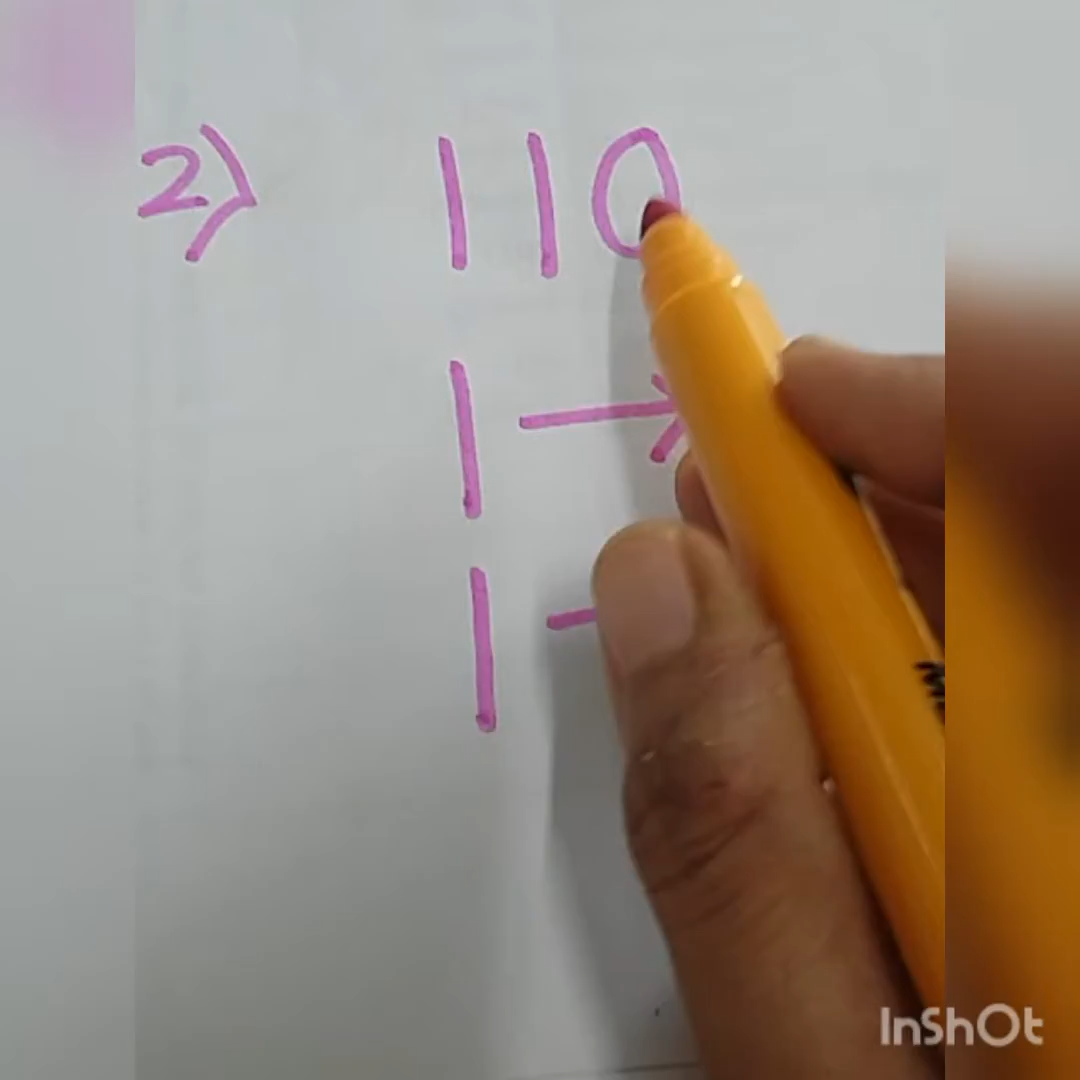 2) 110
1 →
1 -
InShOt